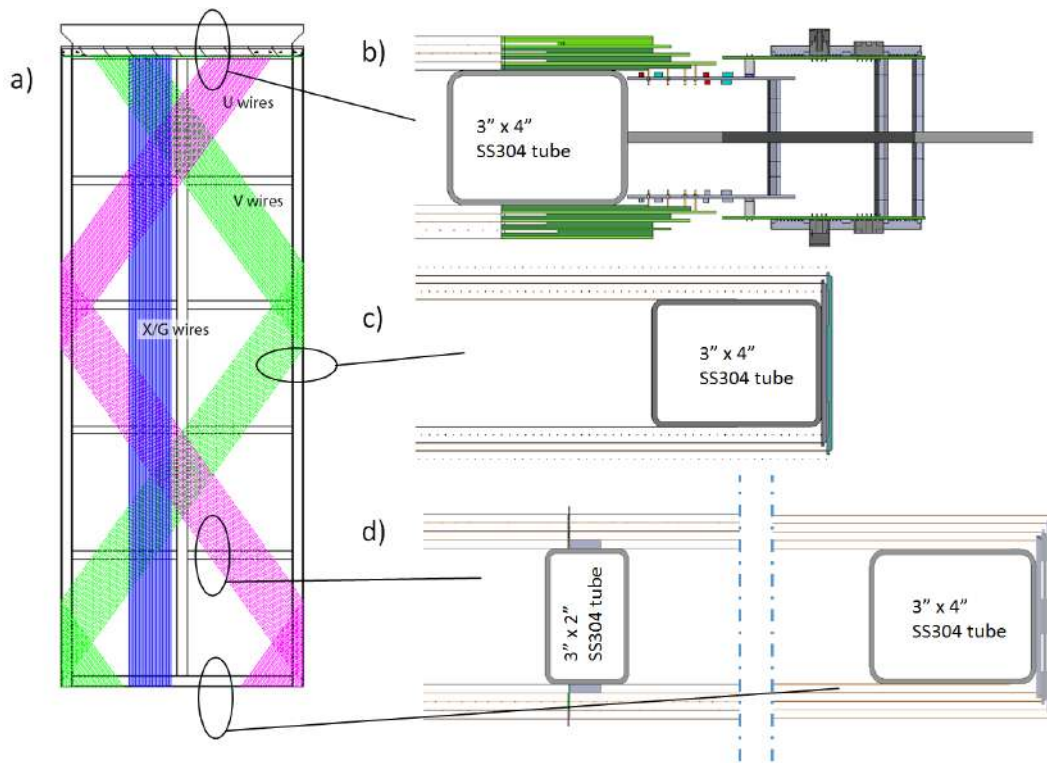 a)
U wires
V wires
X/G wires
b)
3” x 4”
SS304 tube
c)
3” x 4”
SS304 tube
d)
3” x 2”
SS304 tube
3” x 4”
SS304 tube